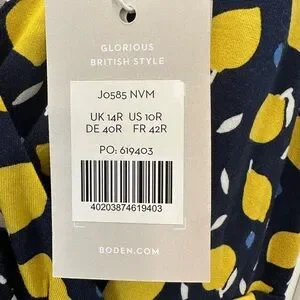 GLORIOUS
BRITISH STYLE
J0585 NVM
UK 14R US 10R
DE 40R FR 42R
PO: 619403
40203874619403
BODEN.COM